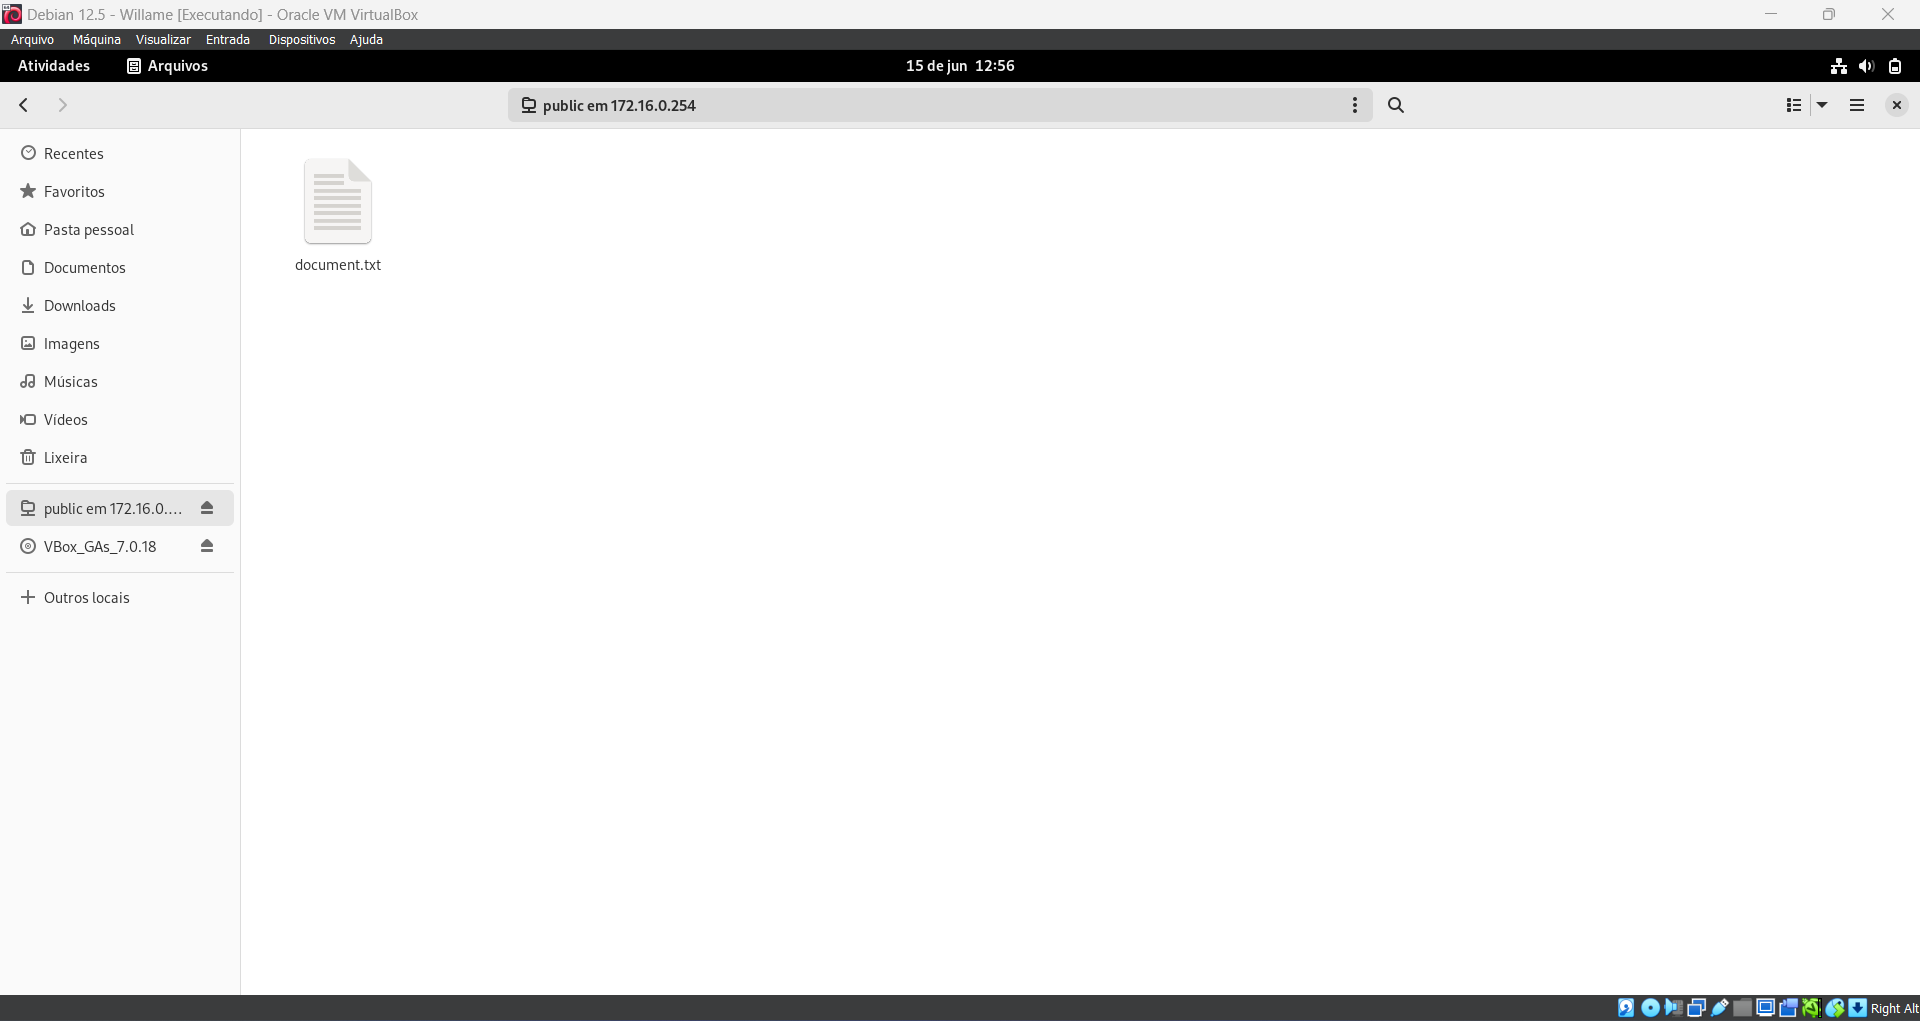 Debian 12.5 - Willame [Executando] - Oracle VM VirtualBox
Arquivo Máquina Visualizar Entrada Dispositivos Ajuda
Atividades Arquivos 15 de jun 12:56
public em 172.16.0.254
Recentes
Favoritos
Pasta pessoal
Documentos
Downloads
Imagens
Músicas
Vídeos
Lixeira
public em 172.16.0.…
VBox_GAs_7.0.18
Outros locais
document.txt
Right Alt